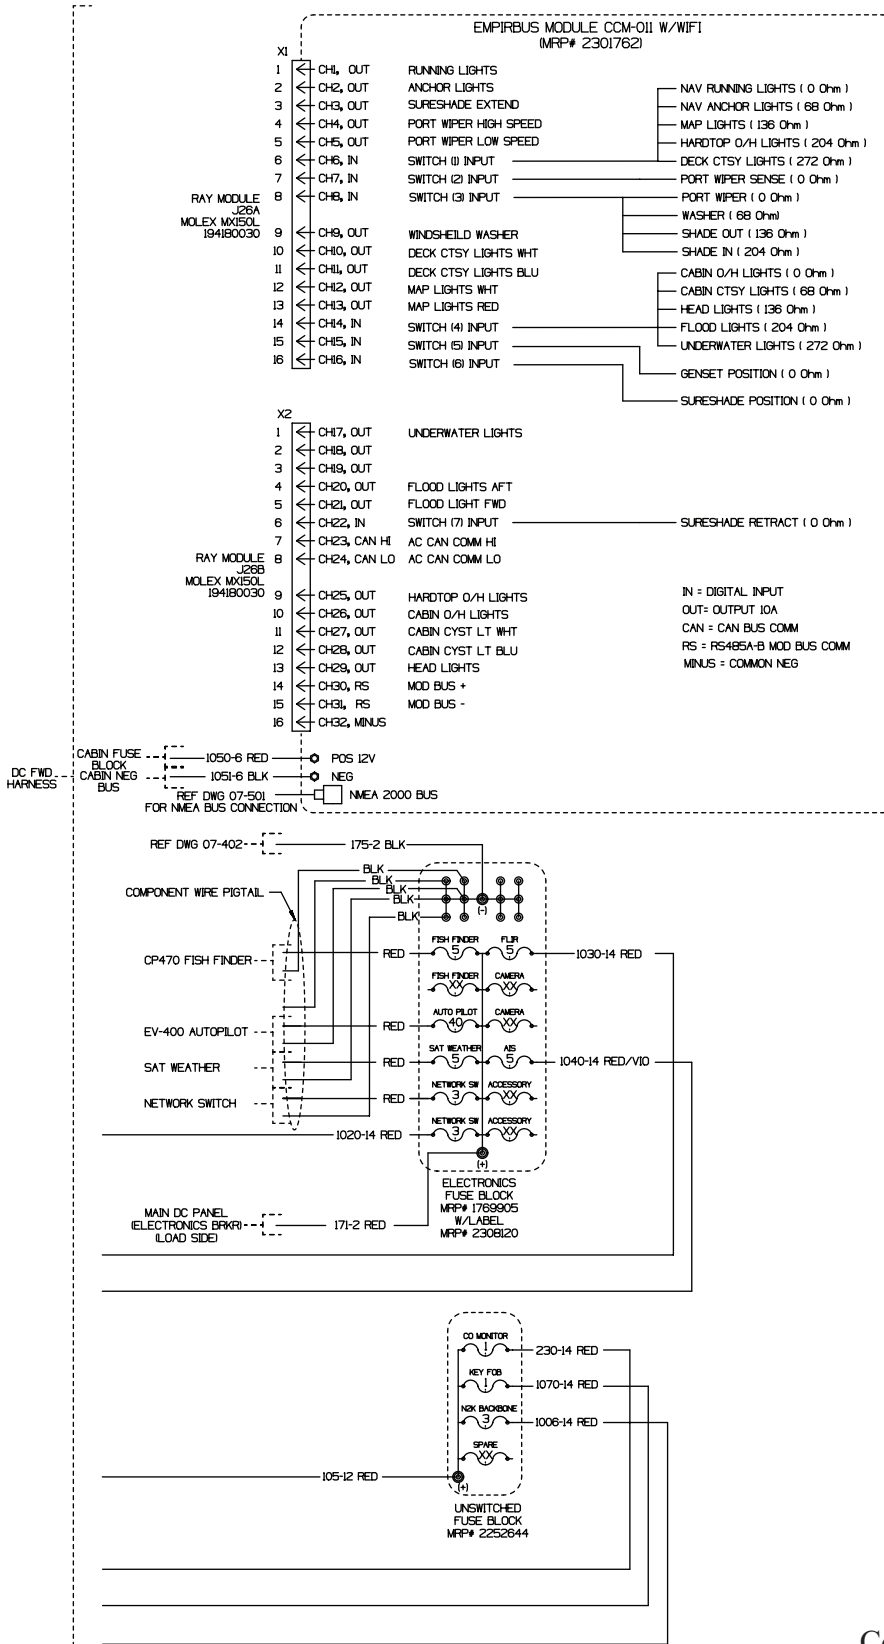 EMPIRBUS MODULE CCM-011 W/WIFI
(MRP# 2301762)
X1
1 CH1, OUT RUNNING LIGHTS
2 CH2, OUT ANCHOR LIGHTS
3 CH3, OUT SURESHADE EXTEND
4 CH4, OUT PORT WIPER HIGH SPEED
5 CH5, OUT PORT WIPER LOW SPEED
6 CH6, IN SWITCH (1) INPUT
7 CH7, IN SWITCH (2) INPUT
8 CH8, IN SWITCH (3) INPUT
RAY MODULE
J26A
MOLEX MX150L
194180030
9 CH9, OUT WINDSHEILD WASHER
10 CH10, OUT DECK CTSY LIGHTS WHT
11 CH11, OUT DECK CTSY LIGHTS BLU
12 CH12, OUT MAP LIGHTS WHT
13 CH13, OUT MAP LIGHTS RED
14 CH14, IN SWITCH (4) INPUT
15 CH15, IN SWITCH (5) INPUT
16 CH16, IN SWITCH (6) INPUT
NAV RUNNING LIGHTS ( 0 Ohm )
NAV ANCHOR LIGHTS ( 68 Ohm )
MAP LIGHTS ( 136 Ohm )
HARDTOP O/H LIGHTS ( 204 Ohm )
DECK CTSY LIGHTS ( 272 Ohm )
PORT WIPER SENSE ( 0 Ohm )
PORT WIPER ( 0 Ohm )
WASHER ( 68 Ohm)
SHADE OUT ( 136 Ohm )
SHADE IN ( 204 Ohm )
CABIN O/H LIGHTS ( 0 Ohm )
CABIN CTSY LIGHTS ( 68 Ohm )
HEAD LIGHTS ( 136 Ohm )
FLOOD LIGHTS ( 204 Ohm )
UNDERWATER LIGHTS ( 272 Ohm )
GENSET POSITION ( 0 Ohm )
SURESHADE POSITION ( 0 Ohm )
X2
1 CH17, OUT UNDERWATER LIGHTS
2 CH18, OUT
3 CH19, OUT
4 CH20, OUT FLOOD LIGHTS AFT
5 CH21, OUT FLOOD LIGHT FWD
6 CH22, IN SWITCH (7) INPUT SURESHADE RETRACT ( 0 Ohm )
7 CH23, CAN HI AC CAN COMM HI
8 CH24, CAN LO AC CAN COMM LO
RAY MODULE
J26B
MOLEX MX150L
194180030
9 CH25, OUT HARDTOP O/H LIGHTS
10 CH26, OUT CABIN O/H LIGHTS
11 CH27, OUT CABIN CYST LT WHT
12 CH28, OUT CABIN CYST LT BLU
13 CH29, OUT HEAD LIGHTS
14 CH30, RS MOD BUS +
15 CH31, RS MOD BUS -
16 CH32, MINUS
IN = DIGITAL INPUT
OUT= OUTPUT 10A
CAN = CAN BUS COMM
RS = RS485A-B MOD BUS COMM
MINUS = COMMON NEG
DC FWD
HARNESS
CABIN FUSE
BLOCK
CABIN NEG
BUS
1050-6 RED POS 12V
1051-6 BLK NEG
REF DWG 07-501
FOR NMEA BUS CONNECTION
NMEA 2000 BUS
REF DWG 07-402 175-2 BLK
BLK
BLK
BLK
BLK
BLK
(-)
COMPONENT WIRE PIGTAIL
CP470 FISH FINDER RED
FISH FINDER FLIR
5 5
1030-14 RED
FISH FINDER CAMERA
XX XX
EV-400 AUTOPILOT RED
AUTO PILOT CAMERA
40 XX
SAT WEATHER RED
SAT WEATHER AIS
5 5
1040-14 RED/VIO
NETWORK SWITCH RED
NETWORK SW ACCESSORY
3 XX
1020-14 RED
NETWORK SW ACCESSORY
3 XX
(+)
ELECTRONICS
FUSE BLOCK
MRP# 1769905
W/LABEL
MRP# 2308120
MAIN DC PANEL
(ELECTRONICS BRKR)
(LOAD SIDE)
171-2 RED
CO MONITOR
1
230-14 RED
KEY FOB
1
1070-14 RED
N2K BACKBONE
3
1006-14 RED
SPARE
XX
105-12 RED
(+)
UNSWITCHED
FUSE BLOCK
MRP# 2252644